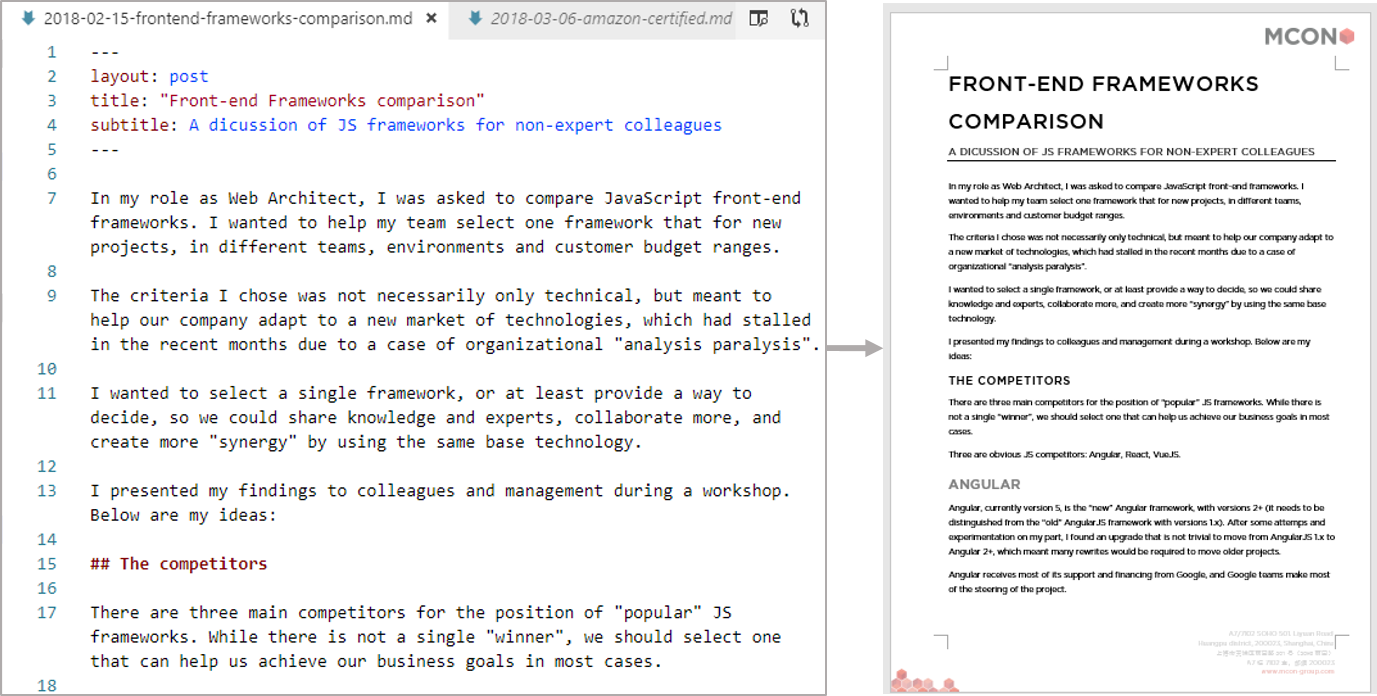 2018-02-15-frontend-frameworks-comparison.md
2018-03-06-amazon-certified.md
1 ---
2 layout: post
3 title: "Front-end Frameworks comparison"
4 subtitle: A dicussion of JS frameworks for non-expert colleagues
5 ---
6
7 In my role as Web Architect, I was asked to compare JavaScript front-end
frameworks. I wanted to help my team select one framework that for new
projects, in different teams, environments and customer budget ranges.
8
9 The criteria I chose was not necessarily only technical, but meant to
help our company adapt to a new market of technologies, which had stalled
in the recent months due to a case of organizational "analysis paralysis".
10
11 I wanted to select a single framework, or at least provide a way to
decide, so we could share knowledge and experts, collaborate more, and
create more "synergy" by using the same base technology.
12
13 I presented my findings to colleagues and management during a workshop.
Below are my ideas:
14
15 ## The competitors
16
17 There are three main competitors for the position of "popular" JS
frameworks. While there is not a single "winner", we should select one
that can help us achieve our business goals in most cases.
18
MCON
FRONT-END FRAMEWORKS
COMPARISON
A DICUSSION OF JS FRAMEWORKS FOR NON-EXPERT COLLEAGUES
In my role as Web Architect, I was asked to compare JavaScript front-end frameworks. I
wanted to help my team select one framework that for new projects, in different teams,
environments and customer budget ranges.
The criteria I chose was not necessarily only technical, but meant to help our company adapt to
a new market of technologies, which had stalled in the recent months due to a case of
organizational "analysis paralysis".
I wanted to select a single framework, or at least provide a way to decide, so we could share
knowledge and experts, collaborate more, and create more "synergy" by using the same base
technology.
I presented my findings to colleagues and management during a workshop. Below are my
ideas:
THE COMPETITORS
There are three main competitors for the position of "popular" JS frameworks. While there is
not a single "winner", we should select one that can help us achieve our business goals in most
cases.
Three are obvious JS competitors: Angular, React, VueJS.
ANGULAR
Angular, currently version 5, is the "new" Angular framework, with versions 2+ (it needs to be
distinguished from the "old" AngularJS framework with versions 1.x). After some attemps and
experimentation on my part, I found an upgrade that is not trivial to move from AngularJS 1.x to
Angular 2+, which meant many rewrites would be required to move older projects.
Angular receives most of its support and financing from Google, and Google teams make most
of the steering of the project.
SOHO
Huangpu district, 200023, Shanghai, China
200023
www.mcon-group.com